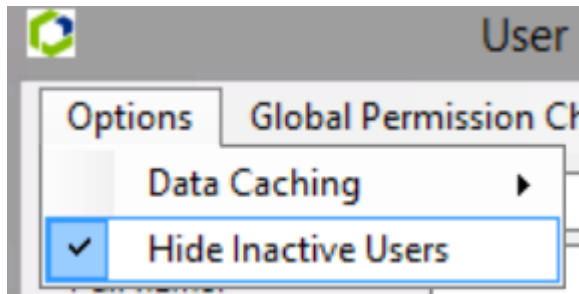 User
Options Global Permission Ch
Data Caching
Hide Inactive Users